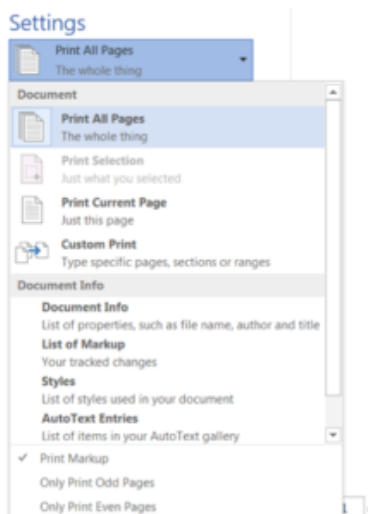 Settings
Print All Pages
The whole thing
Document
Print All Pages
The whole thing
Print Selection
Just what you selected
Print Current Page
Just this page
Custom Print
Type specific pages, sections or ranges
Document Info
Document Info
List of properties, such as file name, author and title
List of Markup
Your tracked changes
Styles
List of styles used in your document
AutoText Entries
List of items in your AutoText gallery
Print Markup
Only Print Odd Pages
Only Print Even Pages
1